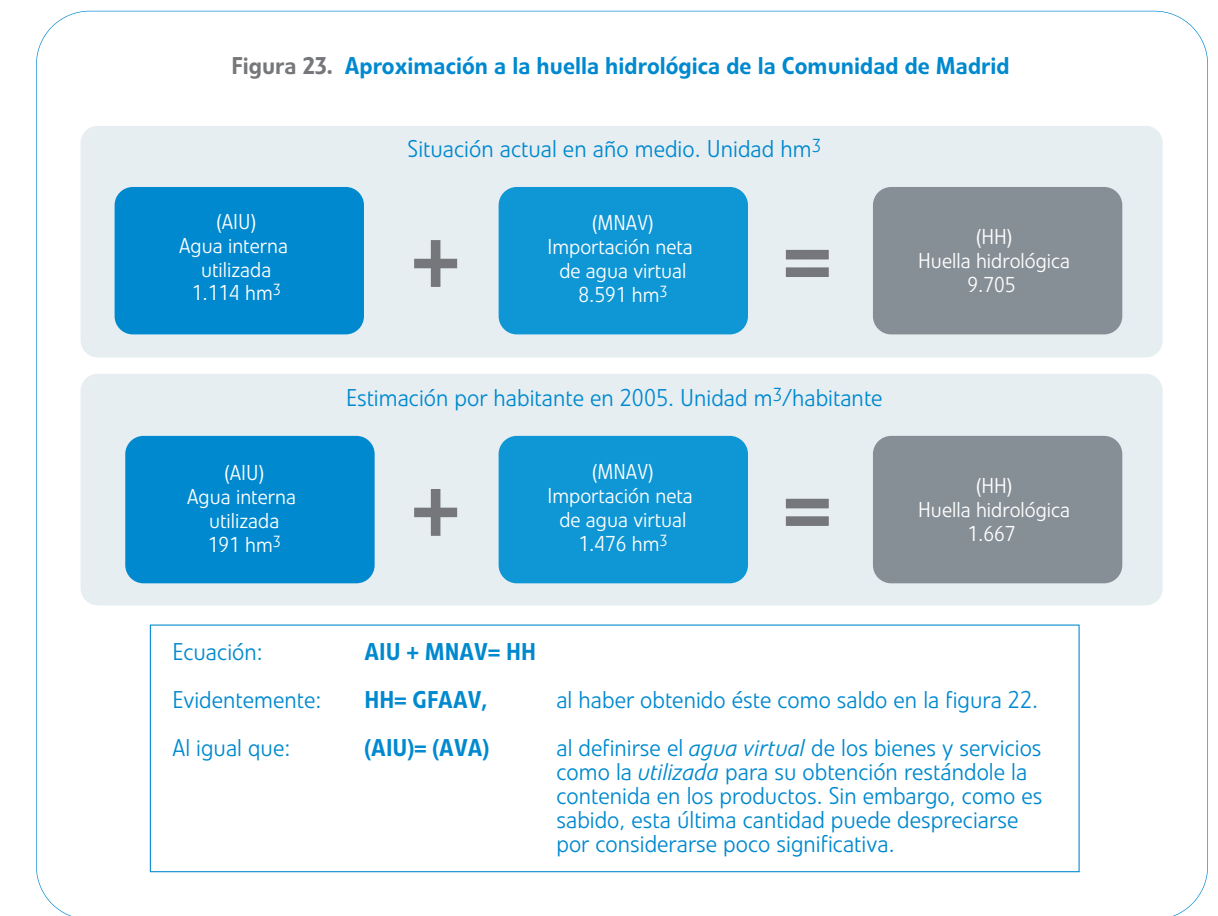 Figura 23. Aproximación a la huella hidrológica de la Comunidad de Madrid
Situación actual en año medio. Unidad hm³
(AIU)
Agua interna
utilizada
1.114 hm³
+
(MNAV)
Importación neta
de agua virtual
8.591 hm³
=
(HH)
Huella hidrológica
9.705
Estimación por habitante en 2005. Unidad m³/habitante
(AIU)
Agua interna
utilizada
191 hm³
+
(MNAV)
Importación neta
de agua virtual
1.476 hm³
=
(HH)
Huella hidrológica
1.667
Ecuación: AIU + MNAV= HH
Evidentemente: HH= GFAAV, al haber obtenido éste como saldo en la figura 22.
Al igual que: (AIU)= (AVA) al definirse el agua virtual de los bienes y servicios
como la utilizada para su obtención restándole la
contenida en los productos. Sin embargo, como es
sabido, esta última cantidad puede despreciarse
por considerarse poco significativa.